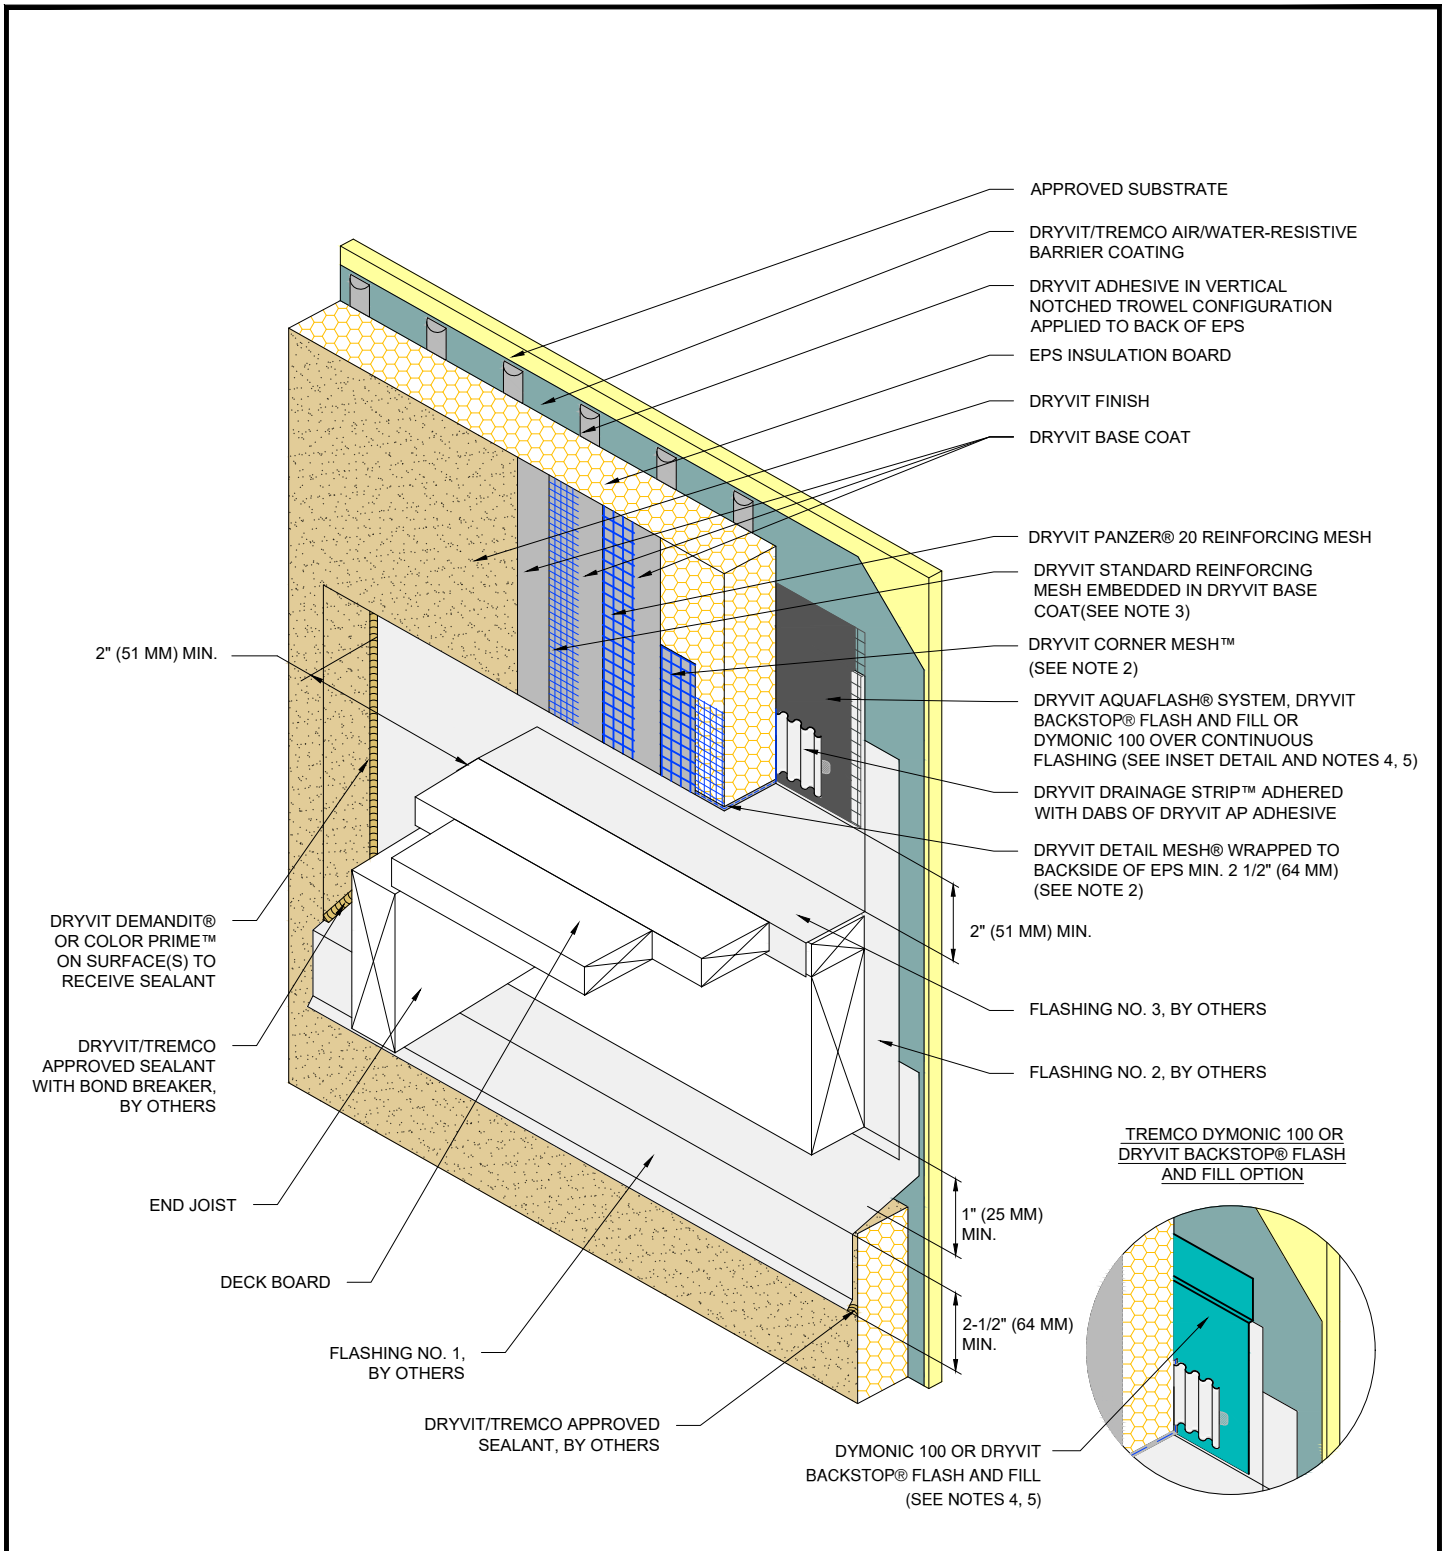 APPROVED SUBSTRATE
DRYVIT/TREMCO AIR/WATER-RESISTIVE
BARRIER COATING
DRYVIT ADHESIVE IN VERTICAL
NOTCHED TROWEL CONFIGURATION
APPLIED TO BACK OF EPS
EPS INSULATION BOARD
DRYVIT FINISH
DRYVIT BASE COAT
DRYVIT PANZER® 20 REINFORCING MESH
DRYVIT STANDARD REINFORCING
MESH EMBEDDED IN DRYVIT BASE
COAT(SEE NOTE 3)
DRYVIT CORNER MESH™
(SEE NOTE 2)
DRYVIT AQUAFLASH® SYSTEM, DRYVIT
BACKSTOP® FLASH AND FILL OR
DYMONIC 100 OVER CONTINUOUS
FLASHING (SEE INSET DETAIL AND NOTES 4, 5)
DRYVIT DRAINAGE STRIP™ ADHERED
WITH DABS OF DRYVIT AP ADHESIVE
DRYVIT DETAIL MESH® WRAPPED TO
BACKSIDE OF EPS MIN. 2 1/2" (64 MM)
(SEE NOTE 2)
2" (51 MM) MIN.
FLASHING NO. 3, BY OTHERS
FLASHING NO. 2, BY OTHERS
2" (51 MM) MIN.
DRYVIT DEMANDIT®
OR COLOR PRIME™
ON SURFACE(S) TO
RECEIVE SEALANT
DRYVIT/TREMCO
APPROVED SEALANT
WITH BOND BREAKER,
BY OTHERS
END JOIST
DECK BOARD
FLASHING NO. 1,
BY OTHERS
DRYVIT/TREMCO APPROVED
SEALANT, BY OTHERS
1" (25 MM)
MIN.
2-1/2" (64 MM)
MIN.
TREMCO DYMONIC 100 OR
DRYVIT BACKSTOP® FLASH
AND FILL OPTION
DYMONIC 100 OR DRYVIT
BACKSTOP® FLASH AND FILL
(SEE NOTES 4, 5)